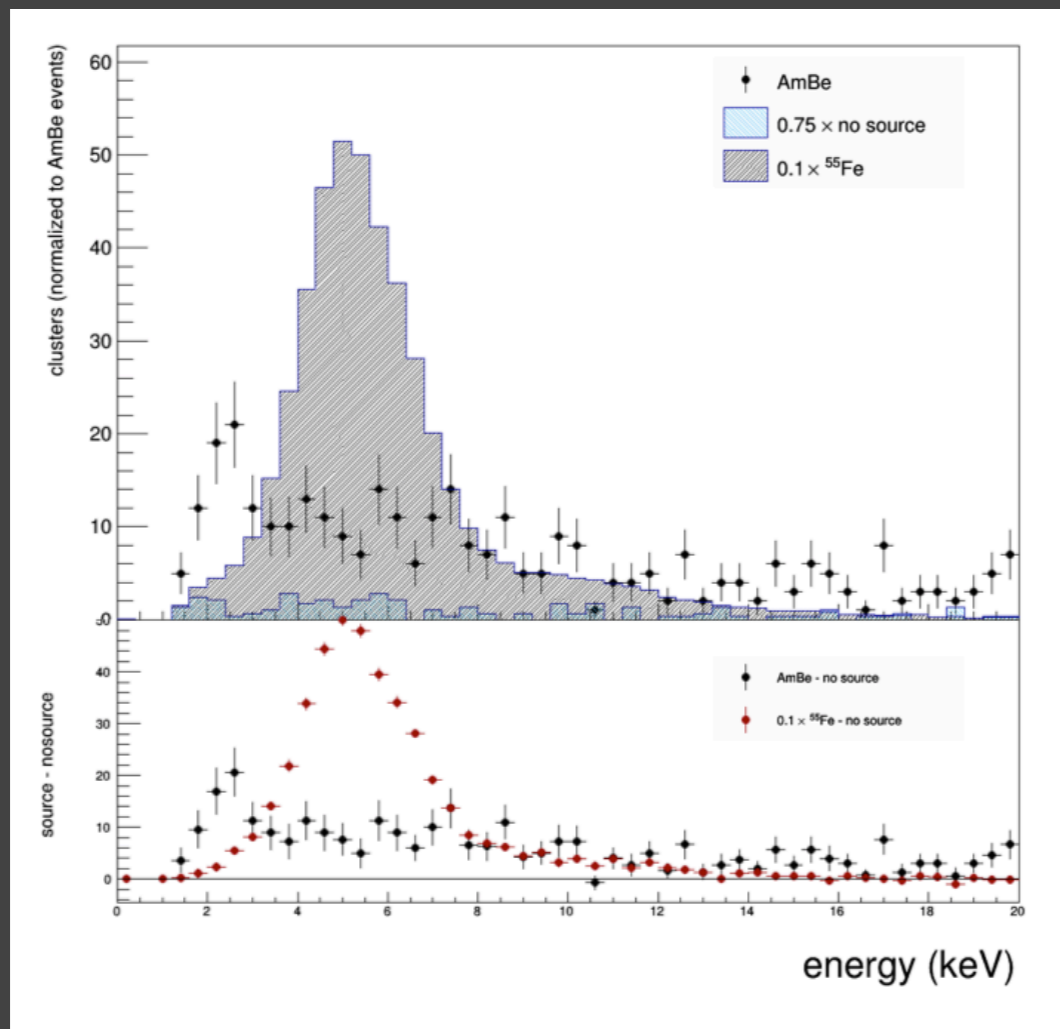 clusters (normalized to AmBe events)
60
50
40
30
20
10
0
AmBe
0.75 × no source
0.1 × ⁵⁵Fe
source - nosource
50
40
30
20
10
0
AmBe - no source
0.1 × ⁵⁵Fe - no source
0 2 4 6 8 10 12 14 16 18 20
energy (keV)